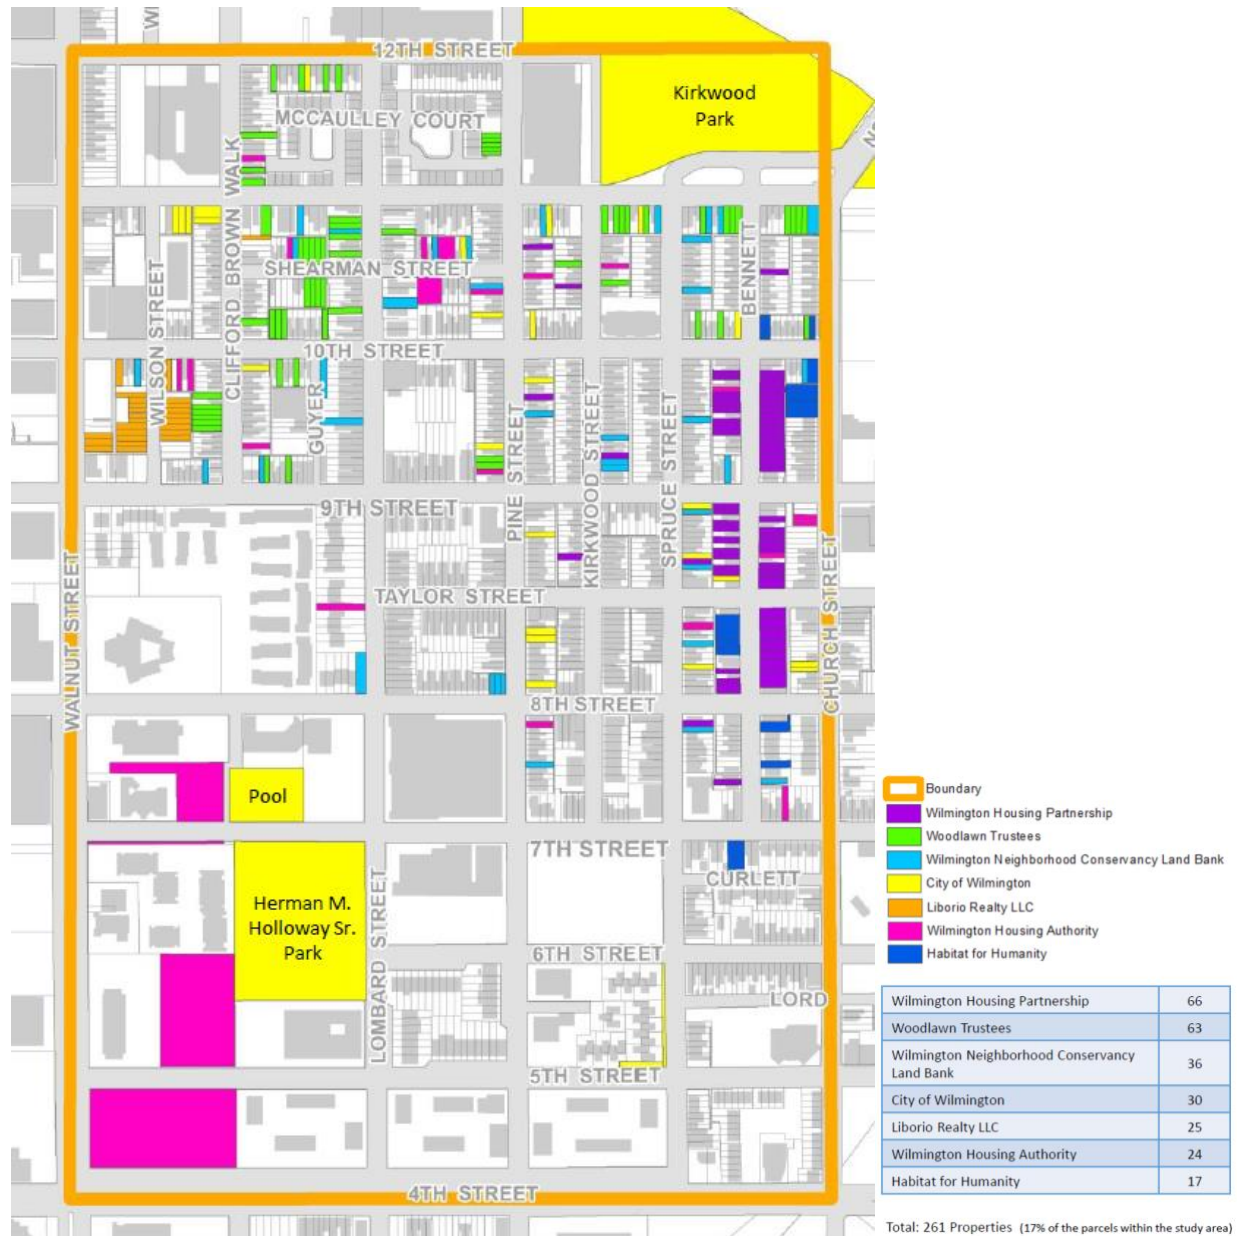 WI
12TH STREET
Kirkwood
Park
MCCAULLEY COURT
NO
CLIFFORD BROWN WALK
SHEARMAN STREET
BENNETT
WILSON STREET
10TH STREET
GUYER
PINE STREET
KIRKWOOD STREET
SPRUCE STREET
9TH STREET
WALNUT STREET
TAYLOR STREET
CHURCH STREET
8TH STREET
Pool
7TH STREET
CURLETT
Herman M.
Holloway Sr.
Park
LOMBARD STREET
6TH STREET
LORD
5TH STREET
4TH STREET
Boundary
Wilmington Housing Partnership
Woodlawn Trustees
Wilmington Neighborhood Conservancy Land Bank
City of Wilmington
Liborio Realty LLC
Wilmington Housing Authority
Habitat for Humanity
Wilmington Housing Partnership 66
Woodlawn Trustees 63
Wilmington Neighborhood Conservancy
Land Bank 36
City of Wilmington 30
Liborio Realty LLC 25
Wilmington Housing Authority 24
Habitat for Humanity 17
Total: 261 Properties (17% of the parcels within the study area)